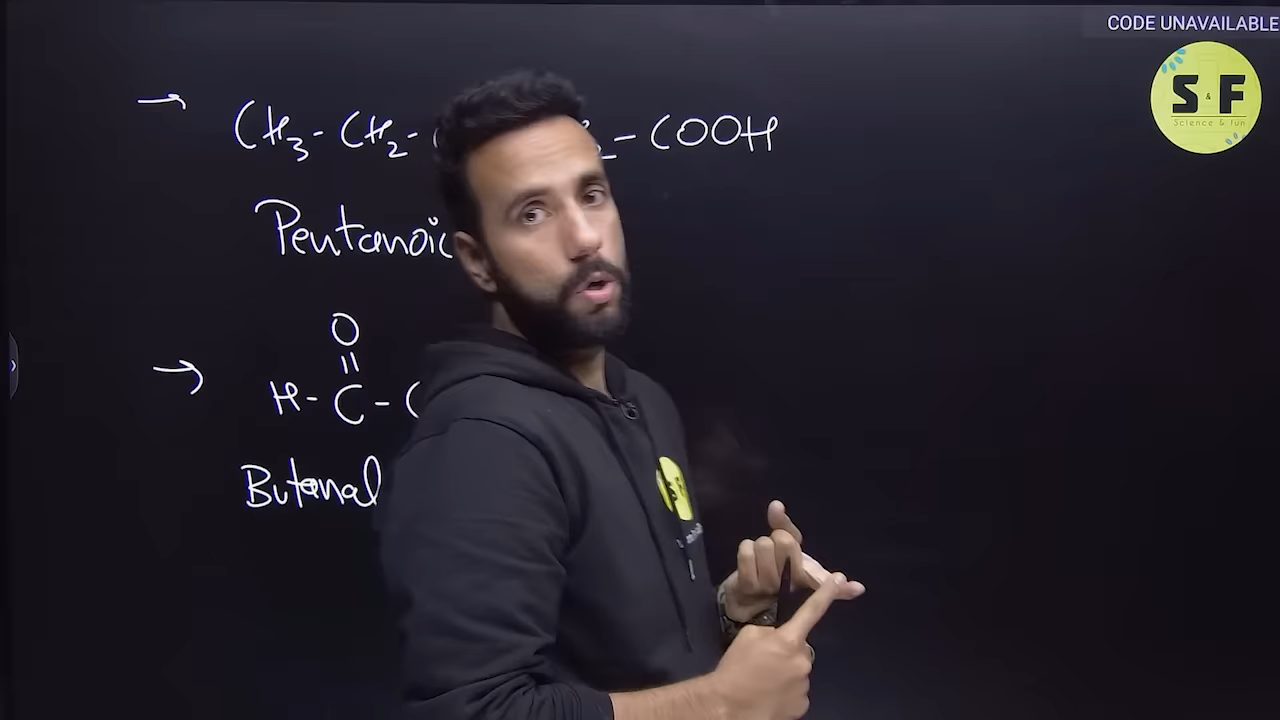 CODE UNAVAILABLE
S & F
Science & fun
→ CH₃ - CH₂ - — COOH
Pentanoic
O
||
→ H - C -
Butanal